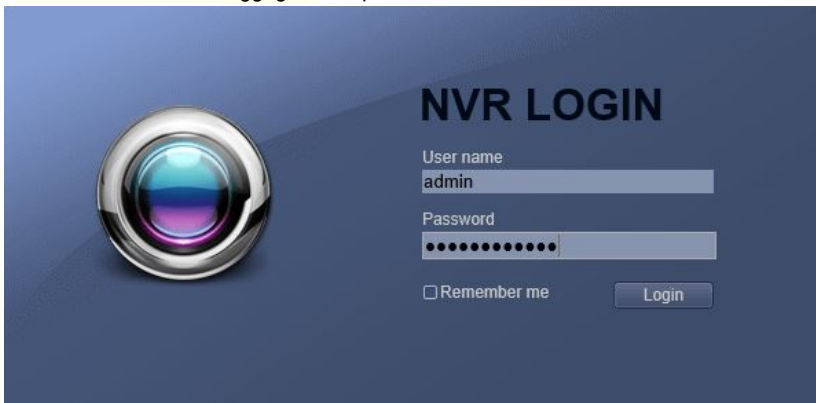 NVR LOGIN
User name
admin
Password
●●●●●●●●●●●●
Remember me
Login